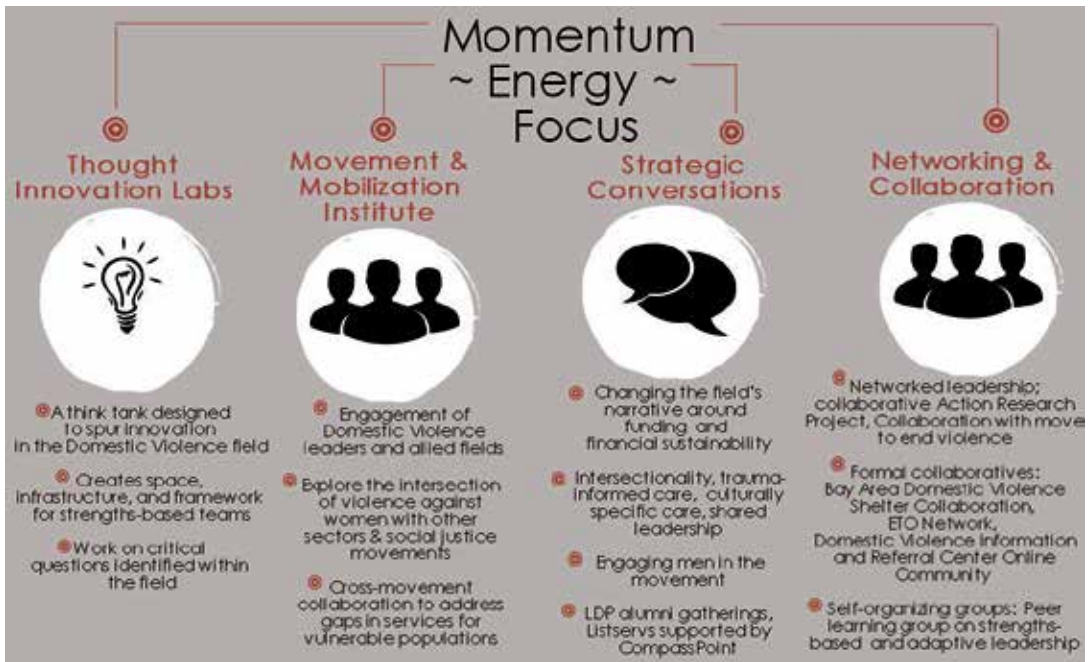 Momentum
~ Energy ~
Focus
Thought
Innovation Labs
A think tank designed
to spur innovation
in the Domestic Violence field
Creates space,
infrastructure, and framework
for strengths-based teams
Work on critical
questions identified within
the field
Movement &
Mobilization
Institute
Engagement of
Domestic Violence
leaders and allied fields
Explore the intersection
of violence against
women with other
sectors & social justice
movements
Cross-movement
collaboration to address
gaps in services for
vulnerable populations
Strategic
Conversations
Changing the field's
narrative around
funding and
financial sustainability
Intersectionality, trauma-
informed care, culturally
specific care, shared
leadership
Engaging men in the
movement
LDP alumni gatherings,
Listservs supported by
CompassPoint
Networking &
Collaboration
Networked leadership;
collaborative Action Research
Project, Collaboration with move
to end violence
Formal collaboratives:
Bay Area Domestic Violence
Shelter Collaboration,
ETO Network,
Domestic Violence Information
and Referral Center Online
Community
Self-organizing groups: Peer
learning group on strengths-
based and adaptive leadership